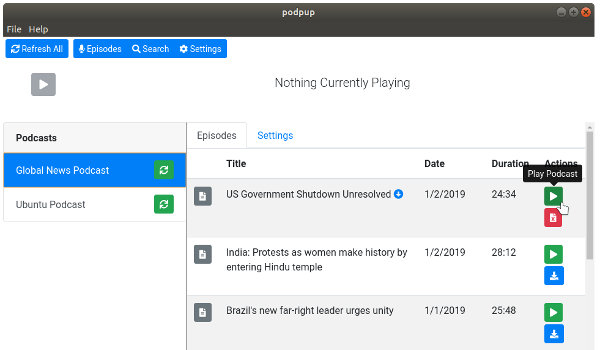 podpup
File Help
Refresh All Episodes Search Settings
Nothing Currently Playing
Podcasts
Global News Podcast
Ubuntu Podcast
Episodes Settings
Title Date Duration Actions
Play Podcast
US Government Shutdown Unresolved 1/2/2019 24:34
India: Protests as women make history by 1/2/2019 28:12
entering Hindu temple
Brazil's new far-right leader urges unity 1/1/2019 25:48